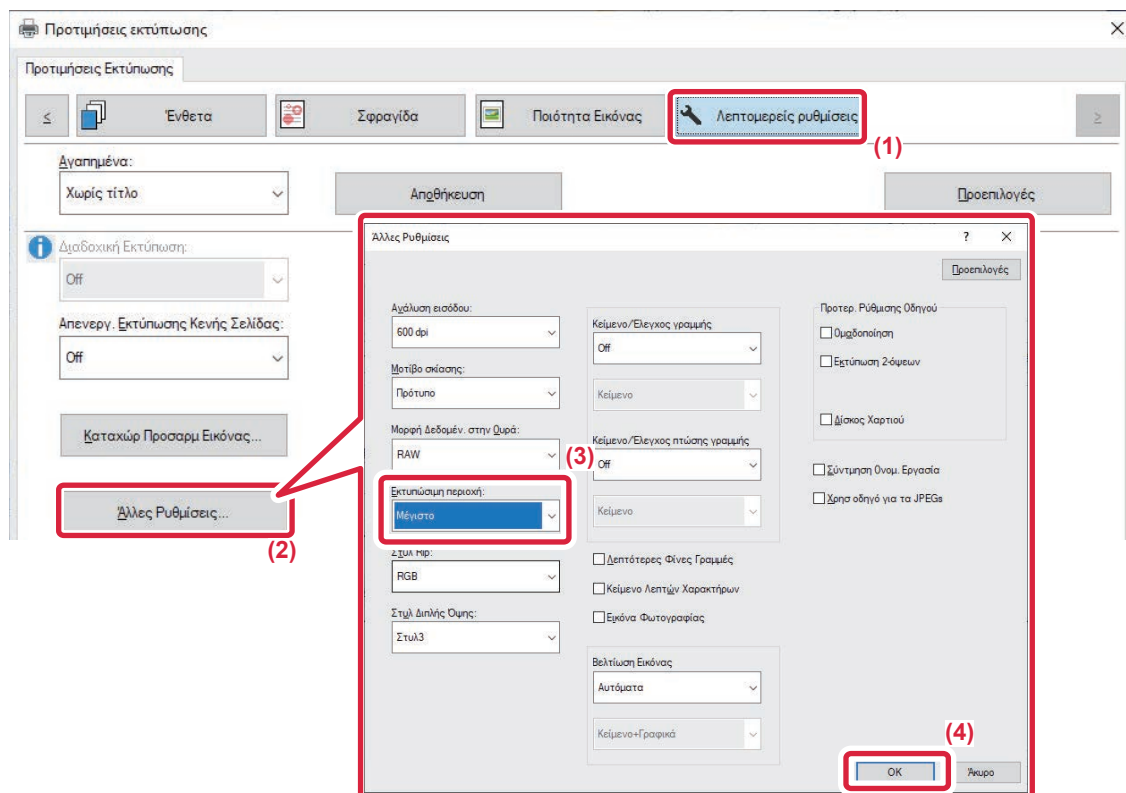 Προτιμήσεις εκτύπωσης
Προτιμήσεις Εκτύπωσης
<
Ένθετα
Σφραγίδα
Ποιότητα Εικόνας
Λεπτομερείς ρυθμίσεις
>
(1)
Αγαπημένα:
Χωρίς τίτλο
Αποθήκευση
Προεπιλογές
Διαδοχική Εκτύπωση:
Off
Απενεργ. Εκτύπωσης Κενής Σελίδας:
Off
Καταχώρ Προσαρμ Εικόνας...
Άλλες Ρυθμίσεις...
(2)
Άλλες Ρυθμίσεις
?
Προεπιλογές
Ανάλυση εισόδου:
600 dpi
Μοτίβο σκίασης:
Πρότυπο
Μορφή Δεδομέν. στην Ουρά:
RAW
(3)
Εκτυπώσιμη περιοχή:
Μέγιστο
Στυλ Rip:
RGB
Στυλ Διπλής Όψης:
Στυλ3
Κείμενο/Έλεγχος γραμμής
Off
Κείμενο
Κείμενο/Έλεγχος πτώσης γραμμής
Off
Κείμενο
Λεπτότερες Φίνες Γραμμές
Κείμενο Λεπτών Χαρακτήρων
Εικόνα Φωτογραφίας
Βελτίωση Εικόνας
Αυτόματα
Κείμενο+Γραφικά
Προτερ. Ρύθμισης Οδηγού
Ομαδοποίηση
Εκτύπωση 2-όψεων
Δίσκος Χαρτιού
Σύντμηση Ονομ. Εργασία
Χρησ οδηγό για τα JPEGs
(4)
OK
Άκυρο